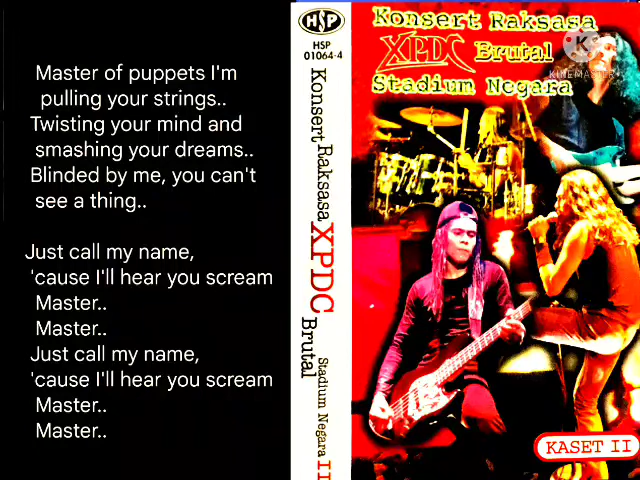 Master of puppets I'm
pulling your strings..
Twisting your mind and
smashing your dreams..
Blinded by me, you can't
see a thing..
Just call my name,
'cause I'll hear you scream
Master..
Master..
Just call my name,
'cause I'll hear you scream
Master..
Master..
HSP
HSP
01064-4
Konsert Raksasa XPDC Brutal
Stadium Negara II
Konsert Raksasa
XPDC Brutal
Stadium Negara
K
KINEMASTER
KASET II